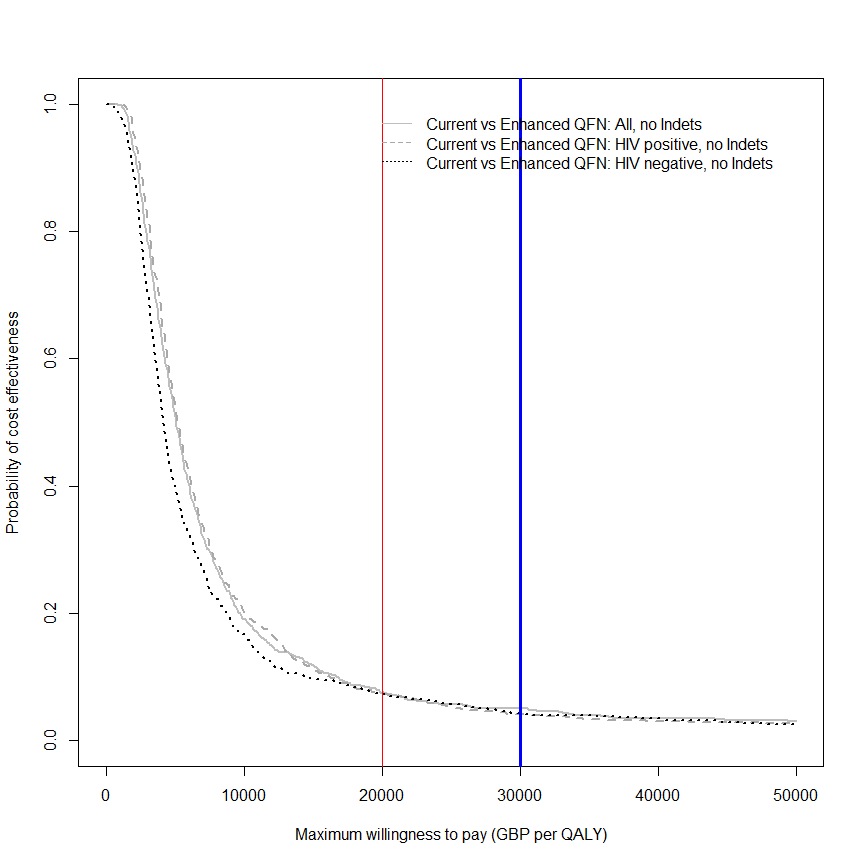 Current vs Enhanced QFN: All, no Indets
Current vs Enhanced QFN: HIV positive, no Indets
Current vs Enhanced QFN: HIV negative, no Indets
Probability of cost effectiveness
1.0
0.8
0.6
0.4
0.2
0.0
0 10000 20000 30000 40000 50000
Maximum willingness to pay (GBP per QALY)